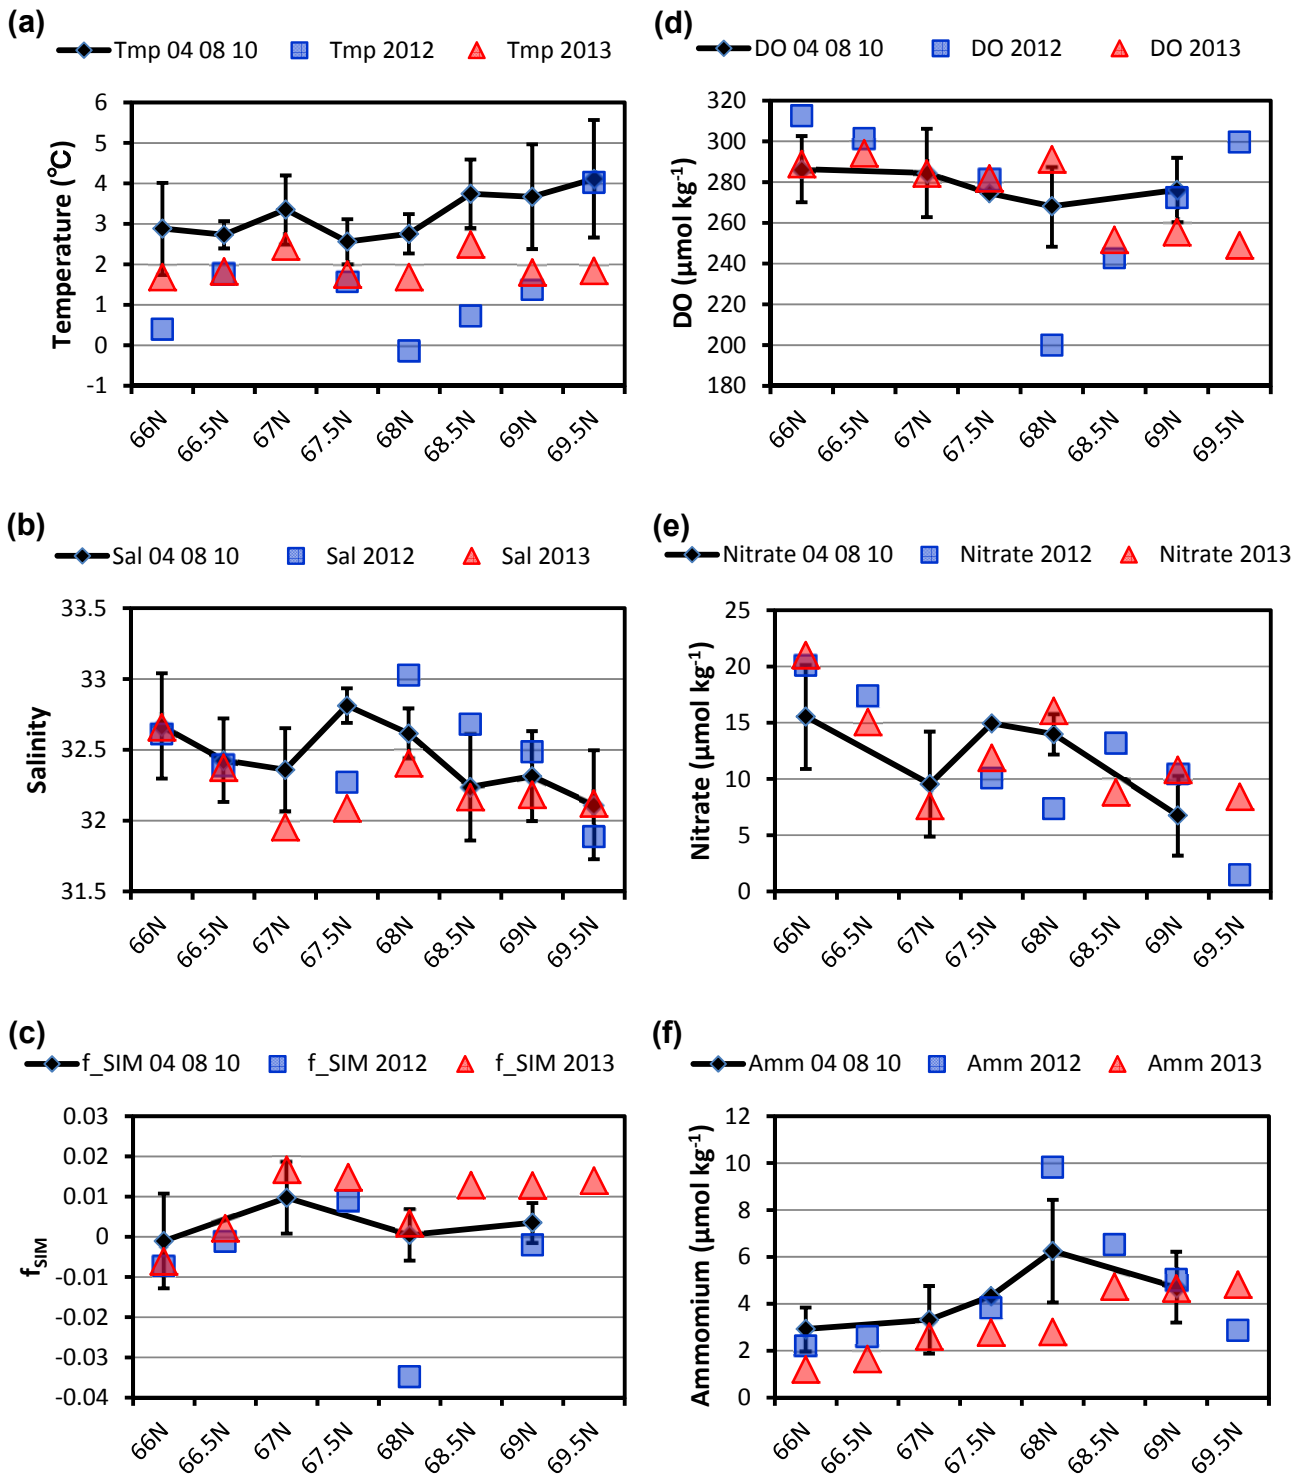 (a)
Tmp 04 08 10 Tmp 2012 Tmp 2013
Temperature (℃)
6
5
4
3
2
1
0
-1
66N 66.5N 67N 67.5N 68N 68.5N 69N 69.5N
(d)
DO 04 08 10 DO 2012 DO 2013
DO (µmol kg⁻¹)
320
300
280
260
240
220
200
180
66N 66.5N 67N 67.5N 68N 68.5N 69N 69.5N
(b)
Sal 04 08 10 Sal 2012 Sal 2013
Salinity
33.5
33
32.5
32
31.5
66N 66.5N 67N 67.5N 68N 68.5N 69N 69.5N
(e)
Nitrate 04 08 10 Nitrate 2012 Nitrate 2013
Nitrate (µmol kg⁻¹)
25
20
15
10
5
0
66N 66.5N 67N 67.5N 68N 68.5N 69N 69.5N
(c)
f_SIM 04 08 10 f_SIM 2012 f_SIM 2013
f_SIM
0.03
0.02
0.01
0
-0.01
-0.02
-0.03
-0.04
66N 66.5N 67N 67.5N 68N 68.5N 69N 69.5N
(f)
Amm 04 08 10 Amm 2012 Amm 2013
Ammomium (µmol kg⁻¹)
12
10
8
6
4
2
0
66N 66.5N 67N 67.5N 68N 68.5N 69N 69.5N